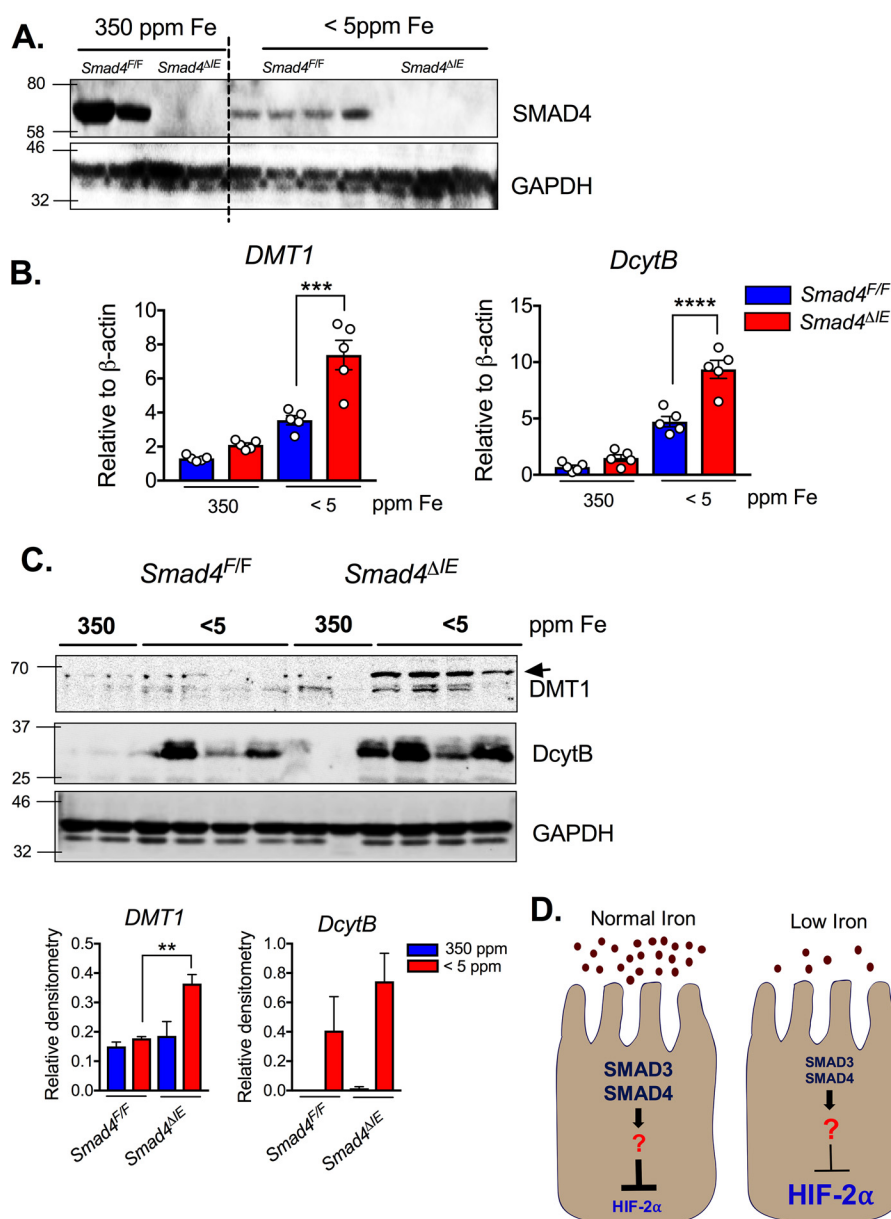 A.
350 ppm Fe
< 5ppm Fe
Smad4F/F
Smad4ΔIE
Smad4F/F
Smad4ΔIE
80
58
SMAD4
46
32
GAPDH
B.
DMT1
Relative to β-actin
10
8
6
4
2
0
***
350
< 5
ppm Fe
DcytB
Relative to β-actin
15
10
5
0
****
350
< 5
ppm Fe
Smad4F/F
Smad4ΔIE
C.
Smad4F/F
Smad4ΔIE
350
<5
350
<5
ppm Fe
70
DMT1
37
25
DcytB
46
32
GAPDH
DMT1
Relative densitometry
0.5
0.4
0.3
0.2
0.1
0.0
**
Smad4F/F
Smad4ΔIE
DcytB
Relative densitometry
1.0
0.8
0.6
0.4
0.2
0.0
Smad4F/F
Smad4ΔIE
350 ppm
< 5 ppm
D.
Normal Iron
SMAD3
SMAD4
?
HIF-2α
Low Iron
SMAD3
SMAD4
?
HIF-2α